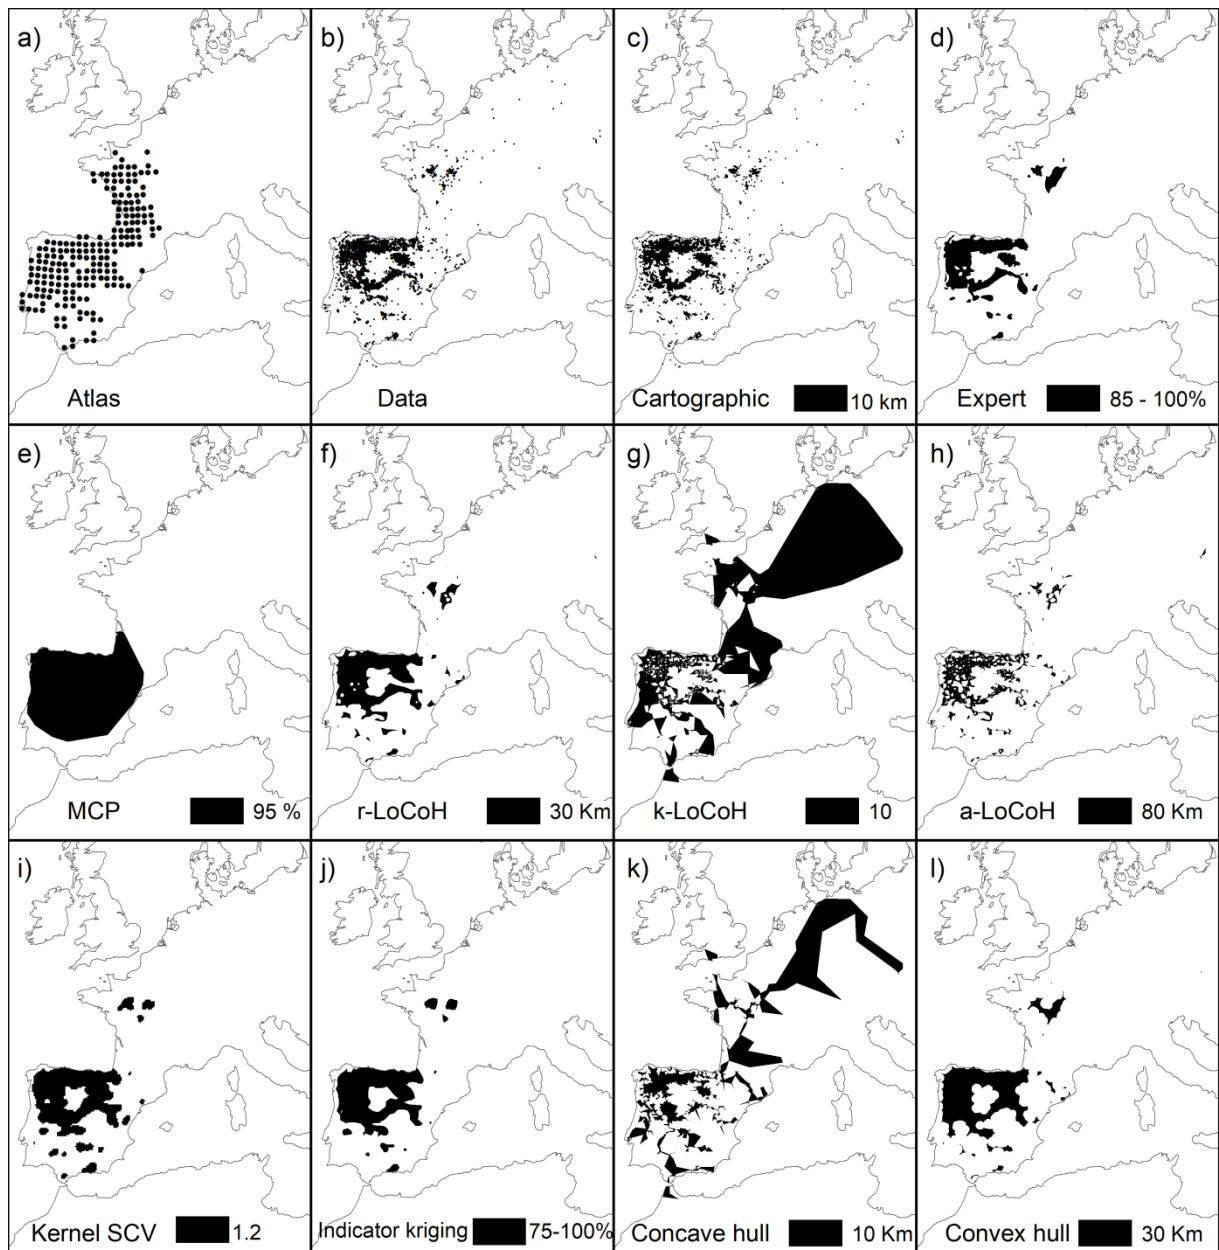 a)
Atlas
b)
Data
c)
Cartographic 10 km
d)
Expert 85 - 100%
e)
MCP 95 %
f)
r-LoCoH 30 Km
g)
k-LoCoH 10
h)
a-LoCoH 80 Km
i)
Kernel SCV 1.2
j)
Indicator kriging 75-100%
k)
Concave hull 10 Km
l)
Convex hull 30 Km